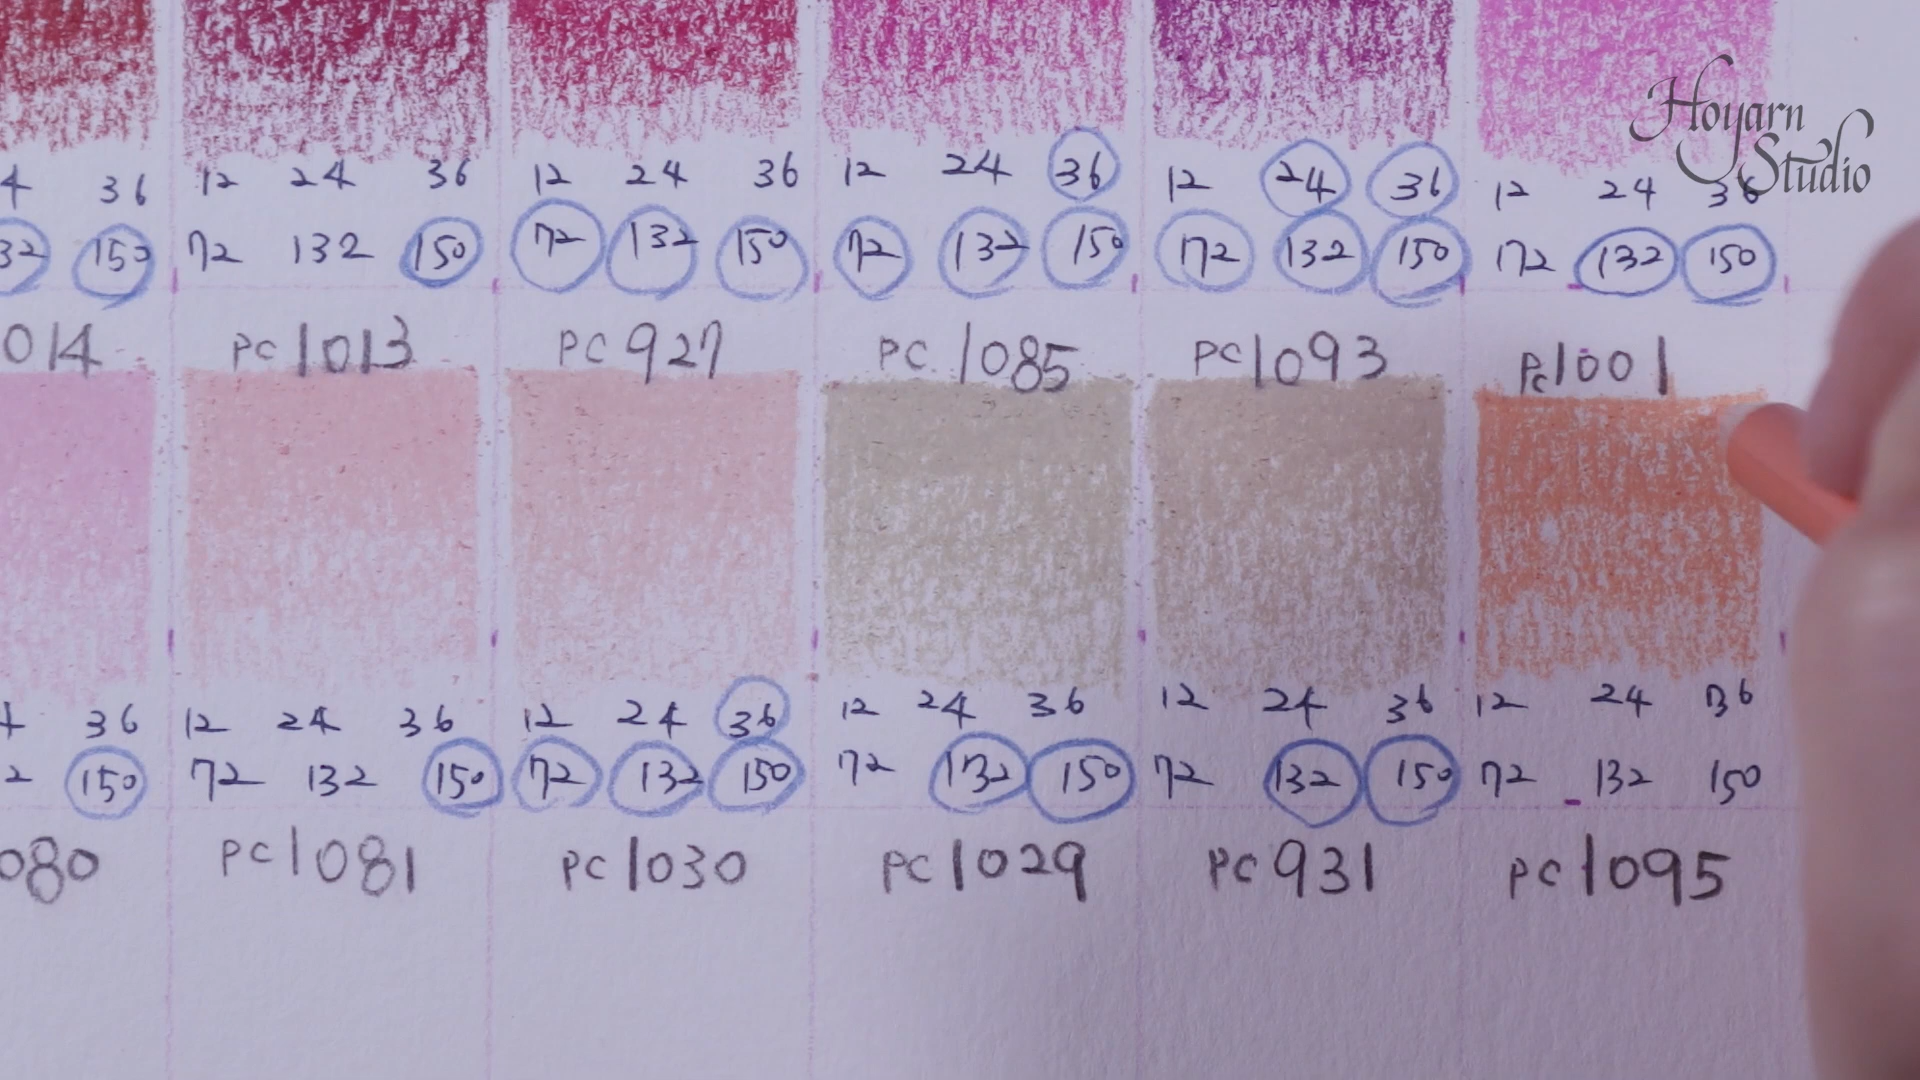 Hoyarn
Studio
4 36 12 24 36 12 24 36 12 24 36 12 24 36 12 24 36
32 150 72 132 150 72 132 150 72 132 150 72 132 150 72 132 150
014 PC 1013 PC 927 PC 1085 PC 1093 PC 1001
4 36 12 24 36 12 24 36 12 24 36 12 24 36 12 24 36
2 150 72 132 150 72 132 150 72 132 150 72 132 150 72 132 150
080 PC 1081 PC 1030 PC 1029 PC 931 PC 1095